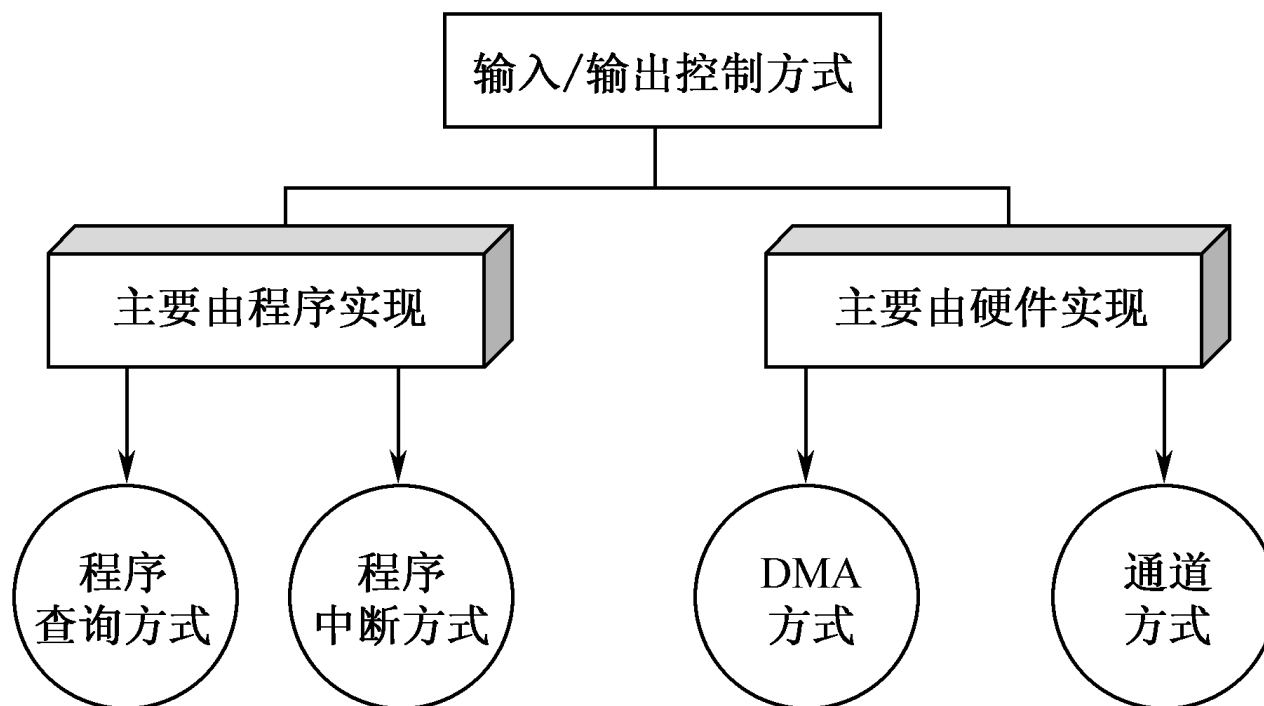 输入/输出控制方式
主要由程序实现
主要由硬件实现
程序
查询方式
程序
中断方式
DMA
方式
通道
方式